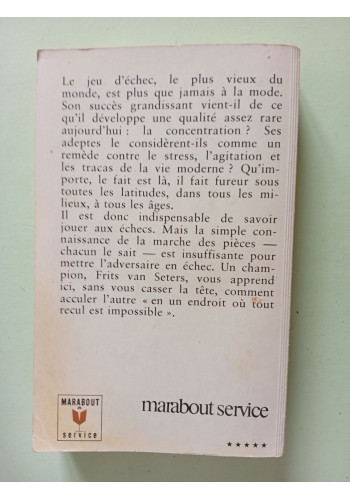 Le jeu d'échec, le plus vieux du
monde, est plus que jamais à la mode.
Son succès grandissant vient-il de ce
qu'il développe une qualité assez rare
aujourd'hui : la concentration ? Ses
adeptes le considèrent-ils comme un
remède contre le stress, l'agitation et
les tracas de la vie moderne ? Qu'im-
porte, le fait est là, il fait fureur sous
toutes les latitudes, dans tous les mi-
lieux, à tous les âges.
Il est donc indispensable de savoir
jouer aux échecs. Mais la simple con-
naissance de la marche des pièces —
chacun le sait — est insuffisante pour
mettre l'adversaire en échec. Un cham-
pion, Frits van Seters, vous apprend
ici, sans vous casser la tête, comment
acculer l'autre « en un endroit où tout
recul est impossible ».
MARABOUT
service
marabout service
★★★★★